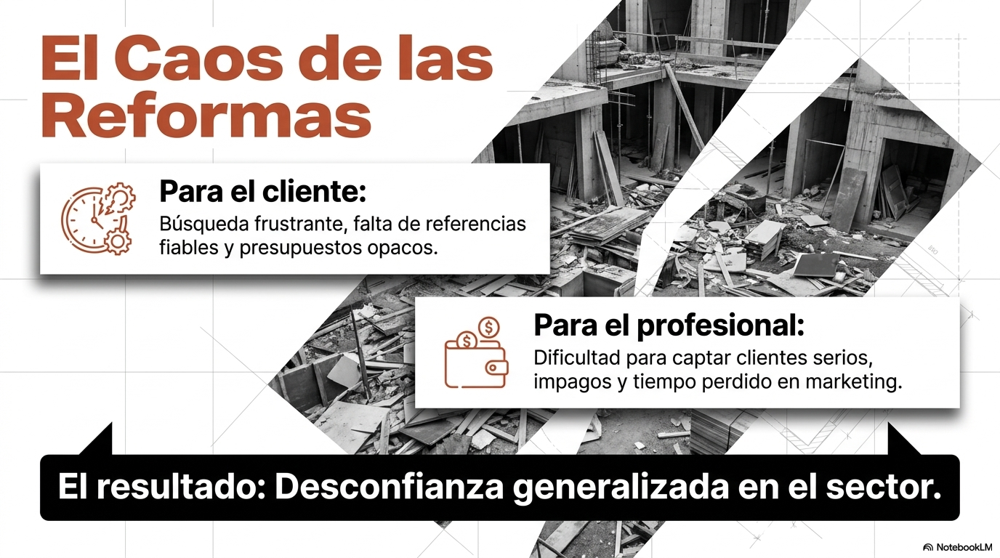 El Caos de las
Reformas
Para el cliente:
Búsqueda frustrante, falta de referencias
fiables y presupuestos opacos.
Para el profesional:
Dificultad para captar clientes serios,
impagos y tiempo perdido en marketing.
El resultado: Desconfianza generalizada en el sector.
NotebookLM